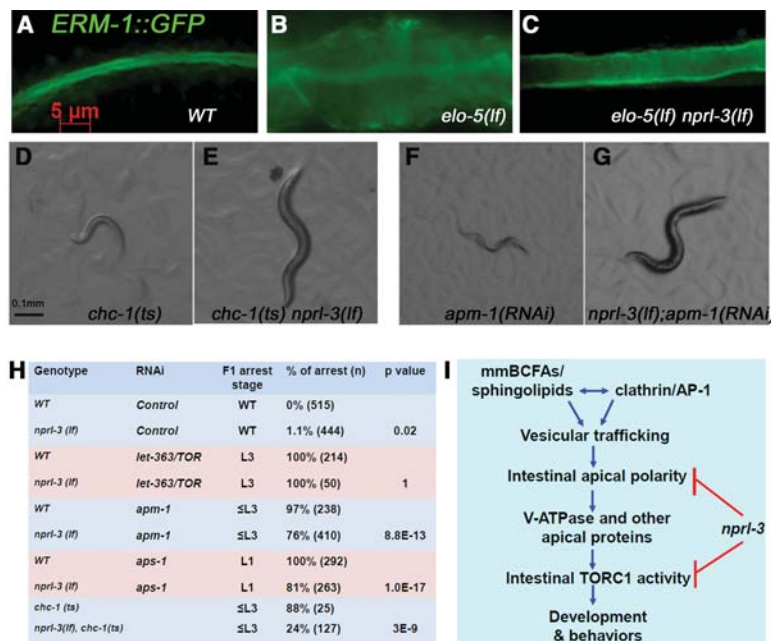 A ERM-1::GFP
5 µm
WT
B
elo-5(lf)
C
elo-5(lf) nprl-3(lf)
D
0.1mm
chc-1(ts)
E
chc-1(ts) nprl-3(lf)
F
apm-1(RNAi)
G
nprl-3(lf);apm-1(RNAi)
H
Genotype RNAi F1 arrest stage % of arrest (n) p value
WT Control WT 0% (515)
nprl-3 (lf) Control WT 1.1% (444) 0.02
WT let-363/TOR L3 100% (214)
nprl-3 (lf) let-363/TOR L3 100% (50) 1
WT apm-1 ≤L3 97% (238)
nprl-3 (lf) apm-1 ≤L3 76% (410) 8.8E-13
WT aps-1 L1 100% (292)
nprl-3 (lf) aps-1 L1 81% (263) 1.0E-17
chc-1 (ts) ≤L3 88% (25)
nprl-3(lf), chc-1(ts) ≤L3 24% (127) 3E-9
I
mmBCFAs/
sphingolipids clathrin/AP-1
Vesicular trafficking
Intestinal apical polarity
V-ATPase and other
apical proteins
nprl-3
Intestinal TORC1 activity
Development
& behaviors